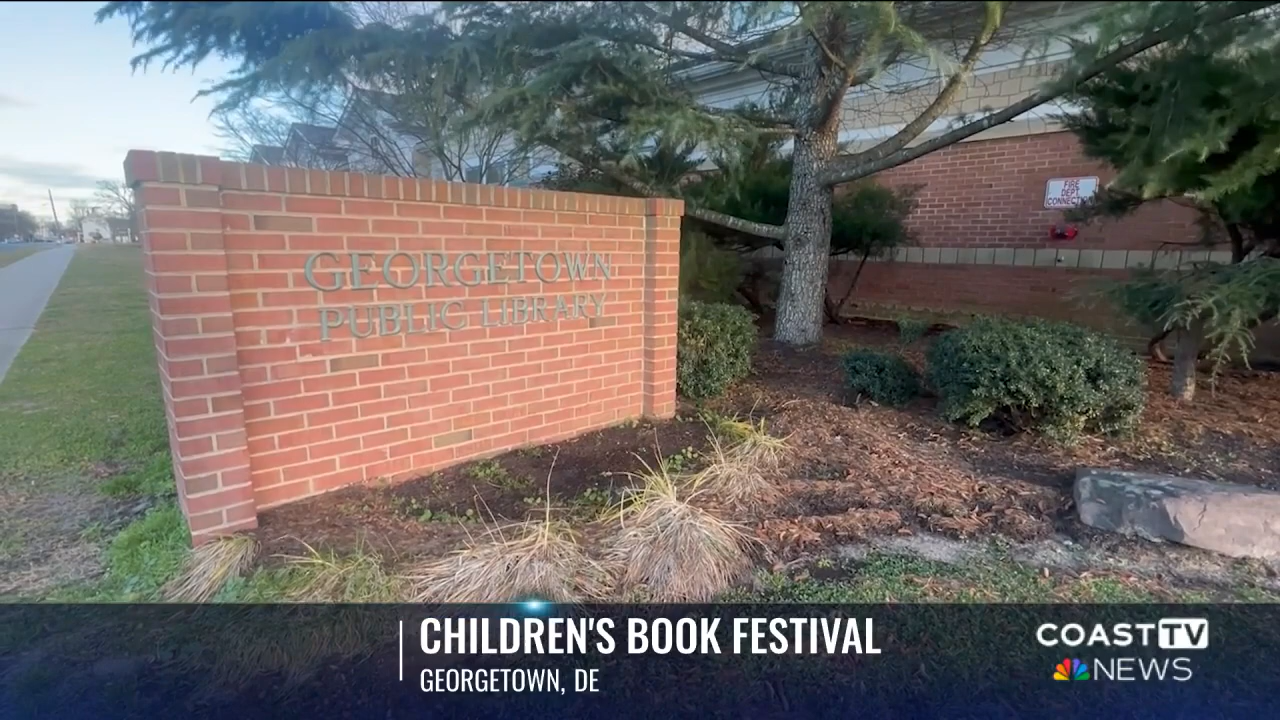 GEORGETOWN
PUBLIC LIBRARY
FIRE
DEPT
CONNECTION
CHILDREN'S BOOK FESTIVAL
GEORGETOWN, DE
COAST TV
NEWS